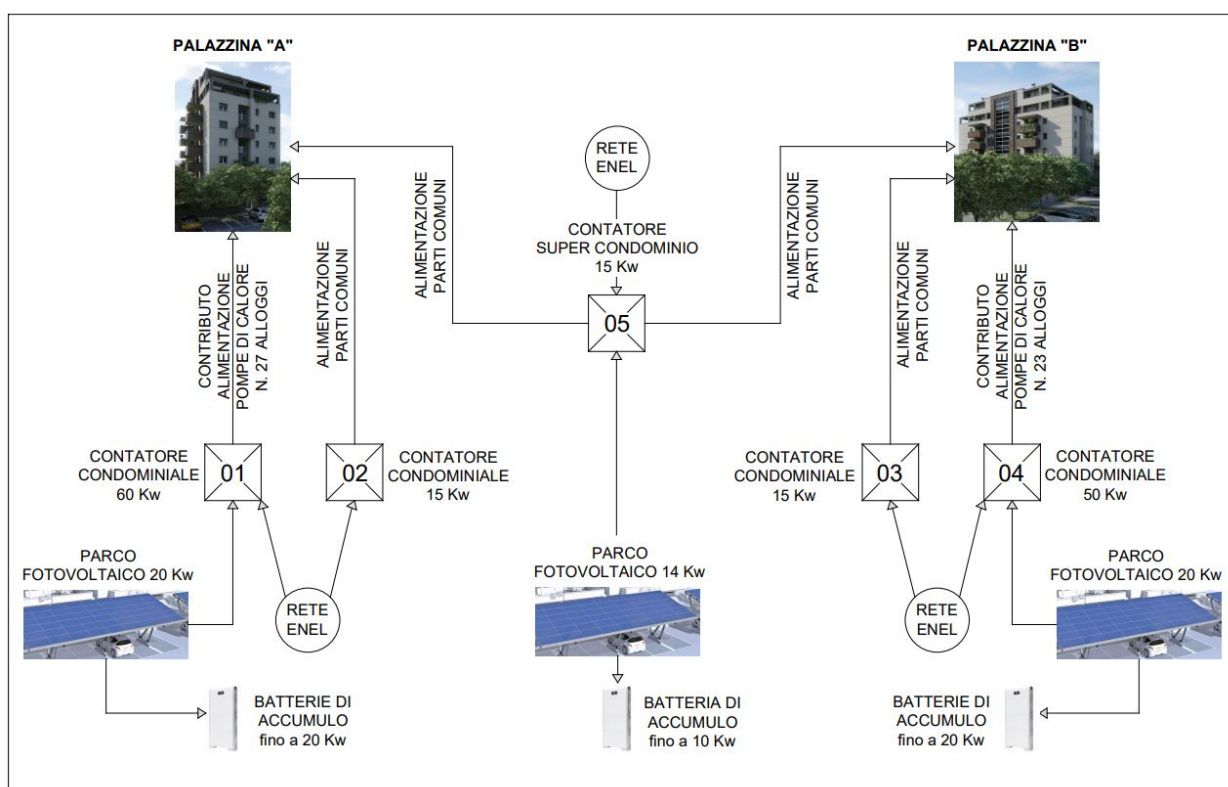 PALAZZINA "A"
PALAZZINA "B"
RETE
ENEL
CONTATORE
SUPER CONDOMINIO
15 Kw
05
ALIMENTAZIONE
PARTI COMUNI
ALIMENTAZIONE
PARTI COMUNI
CONTRIBUTO
ALIMENTAZIONE
POMPE DI CALORE
N. 27 ALLOGGI
ALIMENTAZIONE
PARTI COMUNI
ALIMENTAZIONE
PARTI COMUNI
CONTRIBUTO
ALIMENTAZIONE
POMPE DI CALORE
N. 23 ALLOGGI
CONTATORE
CONDOMINIALE
60 Kw
01
02
CONTATORE
CONDOMINIALE
15 Kw
CONTATORE
CONDOMINIALE
15 Kw
03
04
CONTATORE
CONDOMINIALE
50 Kw
PARCO
FOTOVOLTAICO 20 Kw
RETE
ENEL
PARCO
FOTOVOLTAICO 14 Kw
RETE
ENEL
PARCO
FOTOVOLTAICO 20 Kw
BATTERIE DI
ACCUMULO
fino a 20 Kw
BATTERIA DI
ACCUMULO
fino a 10 Kw
BATTERIE DI
ACCUMULO
fino a 20 Kw